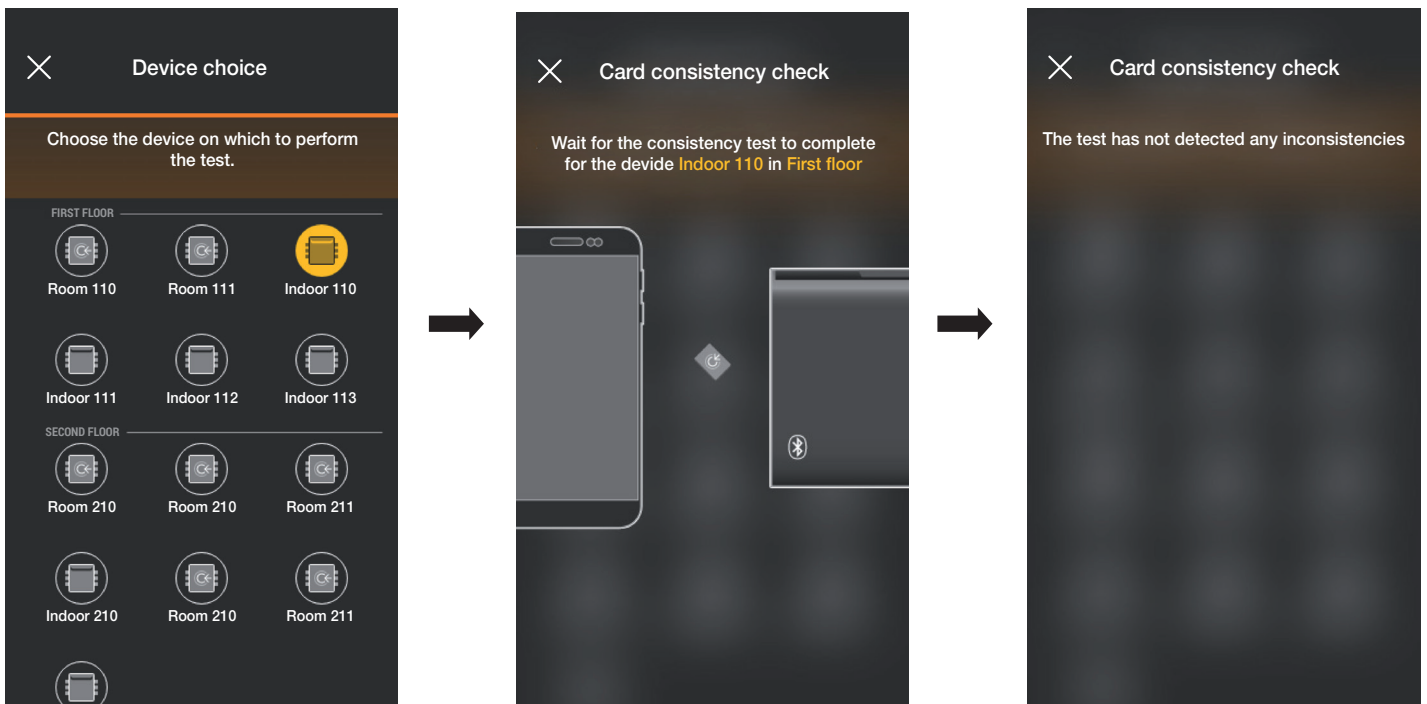 Device choice
Choose the device on which to perform
the test.
FIRST FLOOR
Room 110 Room 111 Indoor 110
Indoor 111 Indoor 112 Indoor 113
SECOND FLOOR
Room 210 Room 210 Room 211
Indoor 210 Room 210 Room 211
Card consistency check
Wait for the consistency test to complete
for the devide Indoor 110 in First floor
Card consistency check
The test has not detected any inconsistencies